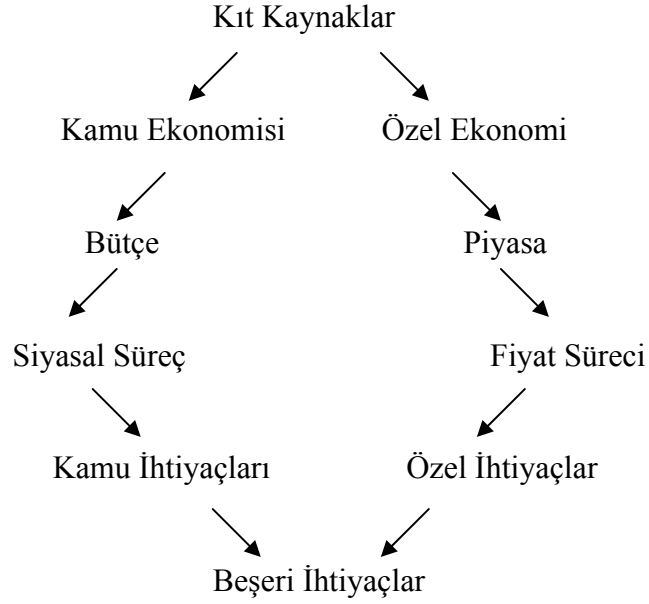 Kıt Kaynaklar
Kamu Ekonomisi Özel Ekonomi
Bütçe Piyasa
Siyasal Süreç Fiyat Süreci
Kamu İhtiyaçları Özel İhtiyaçlar
Beşeri İhtiyaçlar